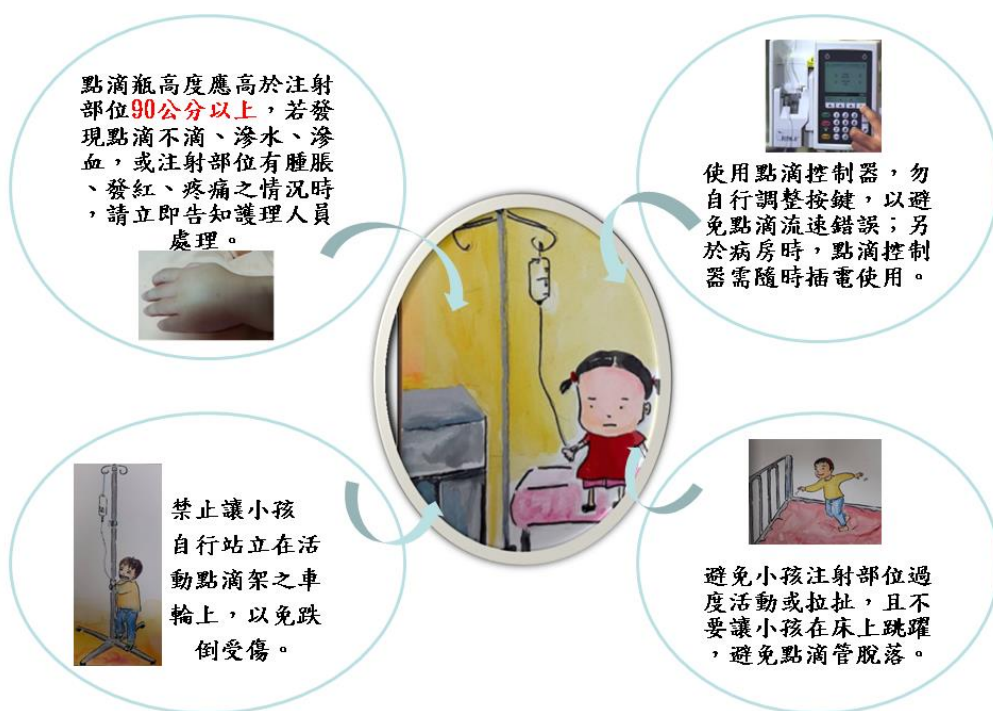 點滴瓶高度應高於注射
部位90公分以上，若發
現點滴不滴、滲水、滲
血，或注射部位有腫脹
、發紅、疼痛之情況時
，請立即告知護理人員
處理。
使用點滴控制器，勿
自行調整按鍵，以避
免點滴流速錯誤；另
於病房時，點滴控制
器需隨時插電使用。
禁止讓小孩
自行站立在活
動點滴架之車
輪上，以免跌
倒受傷。
避免小孩注射部位過
度活動或拉扯，且不
要讓小孩在床上跳躍
，避免點滴管脫落。